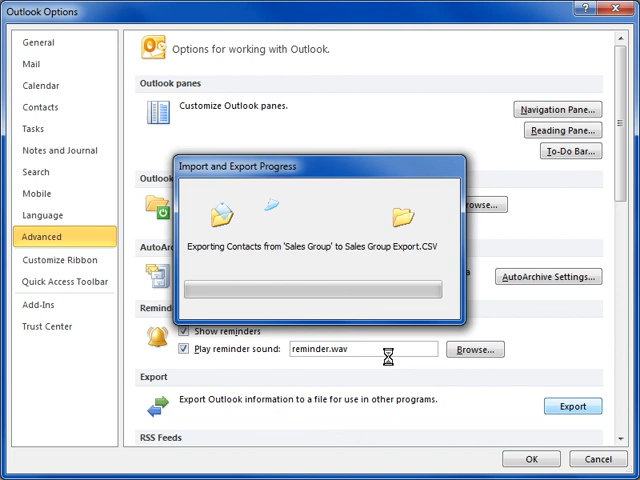 Outlook Options
General
Mail
Calendar
Contacts
Tasks
Notes and Journal
Search
Mobile
Language
Advanced
Customize Ribbon
Quick Access Toolbar
Add-Ins
Trust Center
Options for working with Outlook.
Outlook panes
Customize Outlook panes.
Navigation Pane...
Reading Pane...
To-Do Bar...
Import and Export Progress
Exporting Contacts from 'Sales Group' to Sales Group Export.CSV
AutoArchive Settings...
Show reminders
Play reminder sound:
reminder.wav
Browse...
Export
Export Outlook information to a file for use in other programs.
Export
RSS Feeds
OK
Cancel